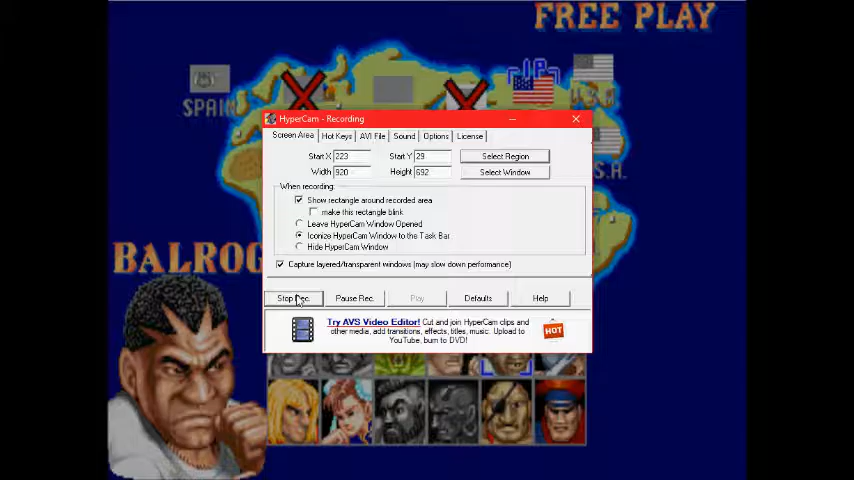 FREE PLAY
1P
SPAIN
U.S.A.
HyperCam - Recording
Screen Area
Hot Keys
AVI File
Sound
Options
License
Start X 223
Start Y 29
Select Region
Width 920
Height 692
Select Window
When recording:
Show rectangle around recorded area
make this rectangle blink
Leave HyperCam Window Opened
Iconize HyperCam Window to the Task Bar
Hide HyperCam Window
Capture layered/transparent windows (may slow down performance)
BALROG
Stop Rec.
Pause Rec.
Play
Defaults
Help
Try AVS Video Editor! Cut and join HyperCam clips and
other media, add transitions, effects, titles, music. Upload to
YouTube, burn to DVD!
HOT